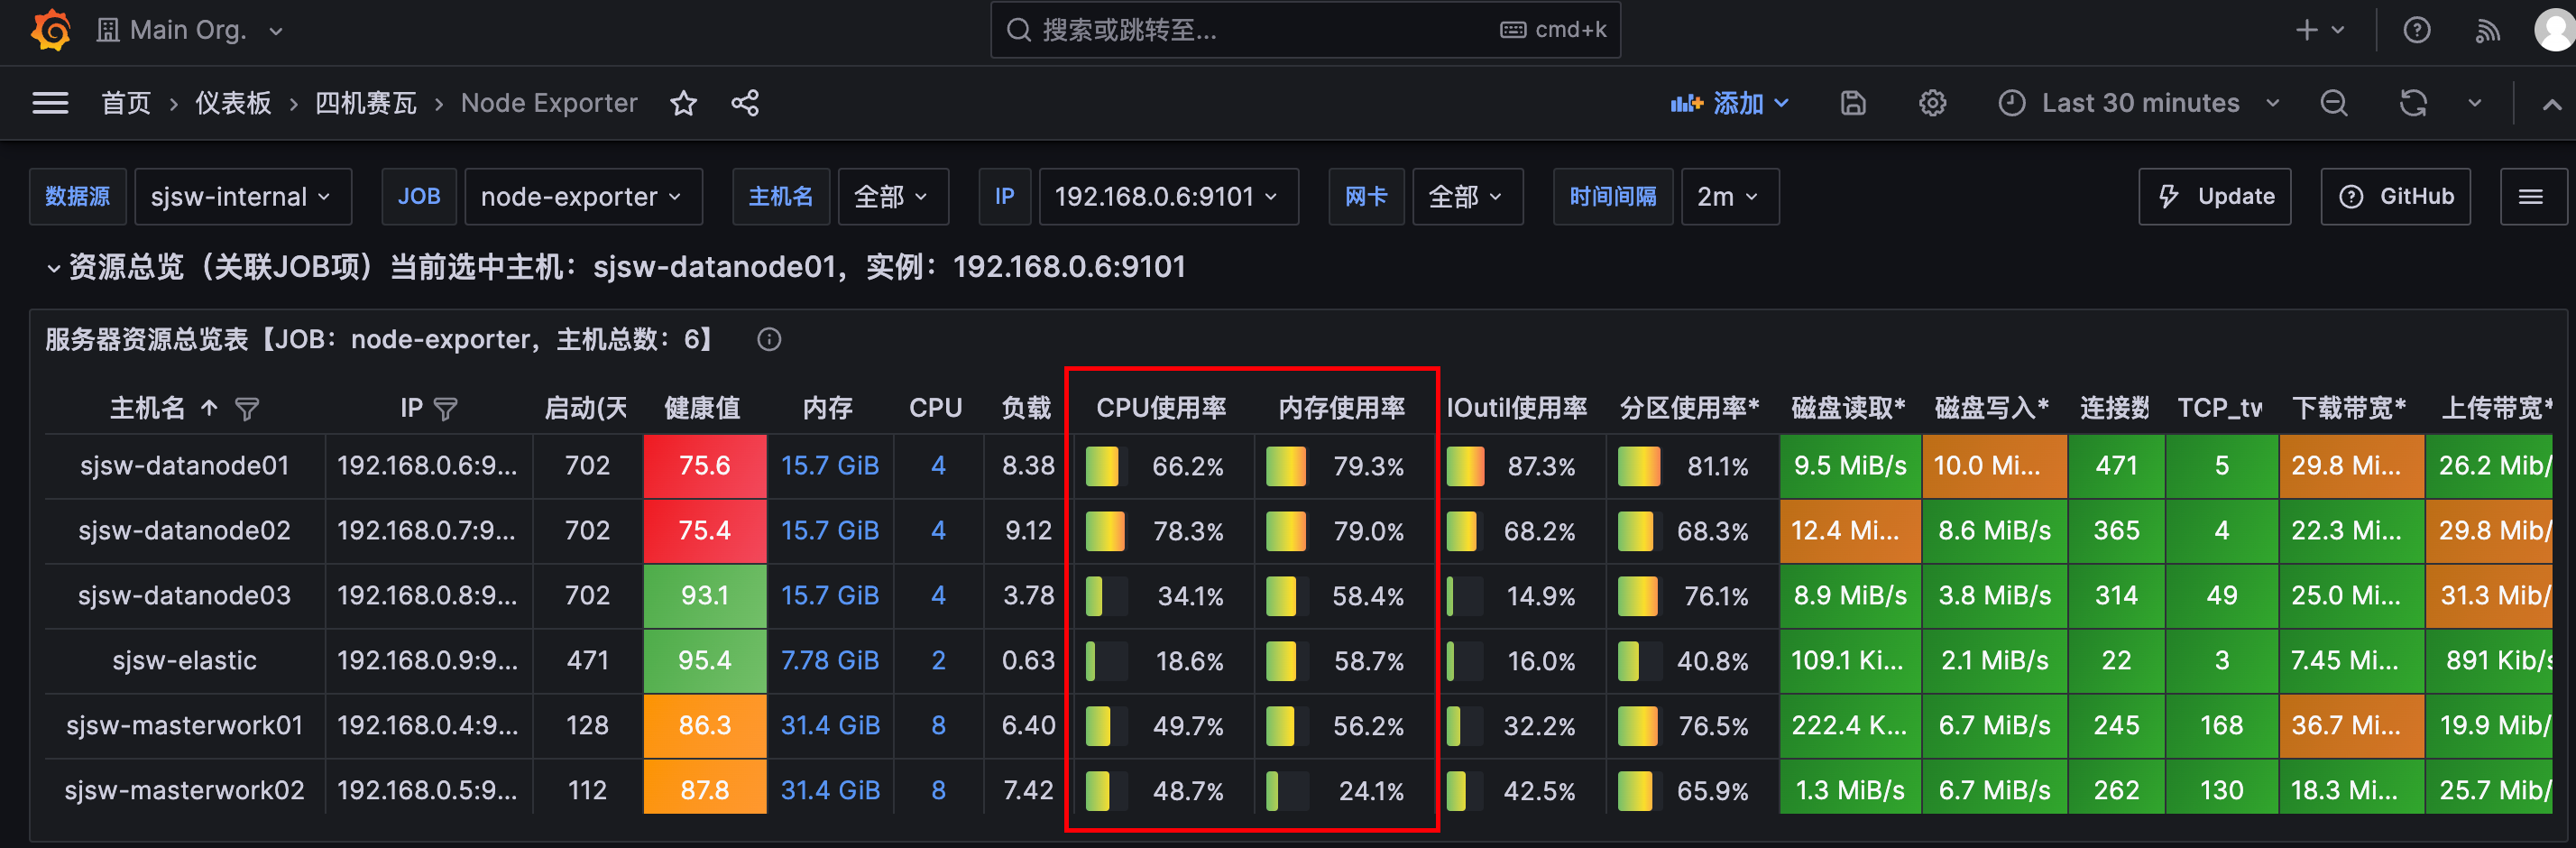 Main Org.
搜索或跳转至...
cmd+k
首页 › 仪表板 › 四机赛瓦 › Node Exporter
添加
Last 30 minutes
数据源 sjsw-internal JOB node-exporter 主机名 全部 IP 192.168.0.6:9101 网卡 全部 时间间隔 2m Update GitHub
资源总览（关联JOB项）当前选中主机：sjsw-datanode01，实例：192.168.0.6:9101
服务器资源总览表【JOB：node-exporter，主机总数：6】
主机名 IP 启动(天 健康值 内存 CPU 负载 CPU使用率 内存使用率 IOutil使用率 分区使用率* 磁盘读取* 磁盘写入* 连接数 TCP_tw 下载带宽* 上传带宽*
sjsw-datanode01 192.168.0.6:9... 702 75.6 15.7 GiB 4 8.38 66.2% 79.3% 87.3% 81.1% 9.5 MiB/s 10.0 Mi... 471 5 29.8 Mi... 26.2 Mib/
sjsw-datanode02 192.168.0.7:9... 702 75.4 15.7 GiB 4 9.12 78.3% 79.0% 68.2% 68.3% 12.4 Mi... 8.6 MiB/s 365 4 22.3 Mi... 29.8 Mib/
sjsw-datanode03 192.168.0.8:9... 702 93.1 15.7 GiB 4 3.78 34.1% 58.4% 14.9% 76.1% 8.9 MiB/s 3.8 MiB/s 314 49 25.0 Mi... 31.3 Mib/
sjsw-elastic 192.168.0.9:9... 471 95.4 7.78 GiB 2 0.63 18.6% 58.7% 16.0% 40.8% 109.1 Ki... 2.1 MiB/s 22 3 7.45 Mi... 891 Kib/s
sjsw-masterwork01 192.168.0.4:9... 128 86.3 31.4 GiB 8 6.40 49.7% 56.2% 32.2% 76.5% 222.4 K... 6.7 MiB/s 245 168 36.7 Mi... 19.9 Mib/
sjsw-masterwork02 192.168.0.5:9... 112 87.8 31.4 GiB 8 7.42 48.7% 24.1% 42.5% 65.9% 1.3 MiB/s 6.7 MiB/s 262 130 18.3 Mi... 25.7 Mib/